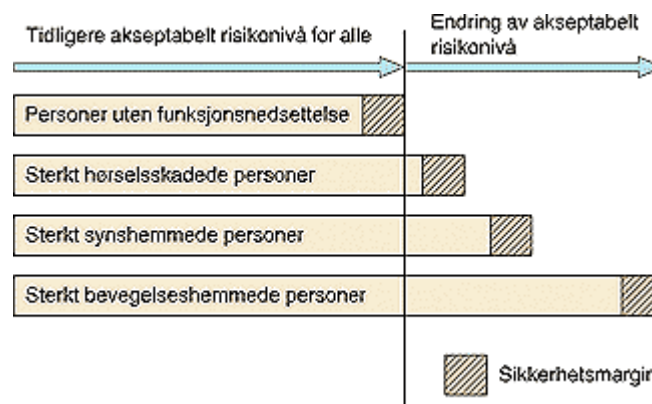 Tidligere akseptabelt risikonivå for alle
Endring av akseptabelt
risikonivå
Personer uten funksjonsnedsettelse
Sterkt hørselsskadede personer
Sterkt synshemmede personer
Sterkt bevegelseshemmede personer
Sikkerhetsmargin